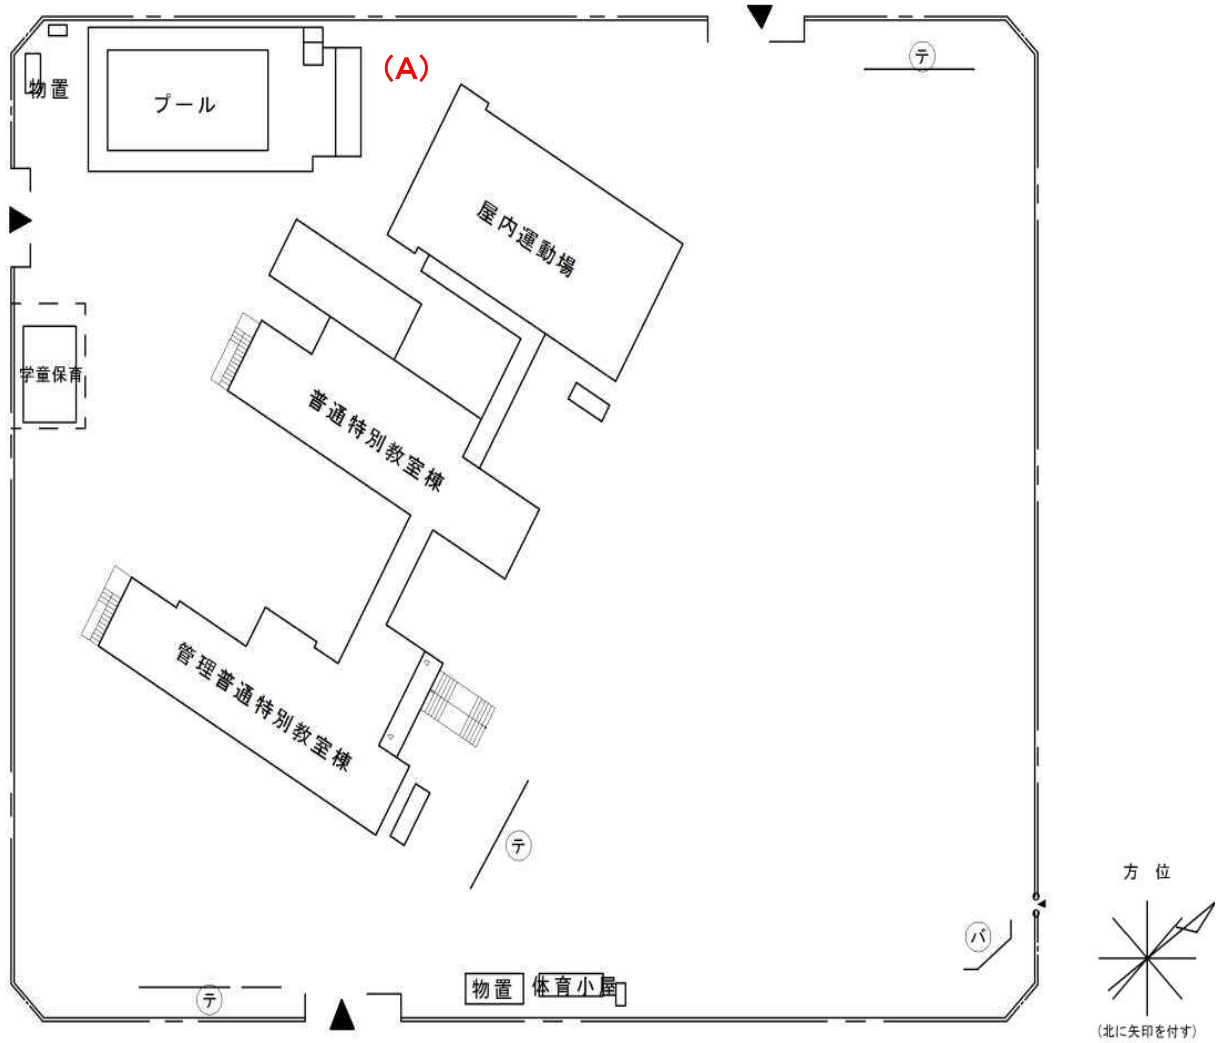 テ
(A)
物置
プール
屋内運動場
学童保育
普通特別教室棟
管理普通特別教室棟
テ
方 位
バ
物置
体育小屋
テ
(北に矢印を付す)